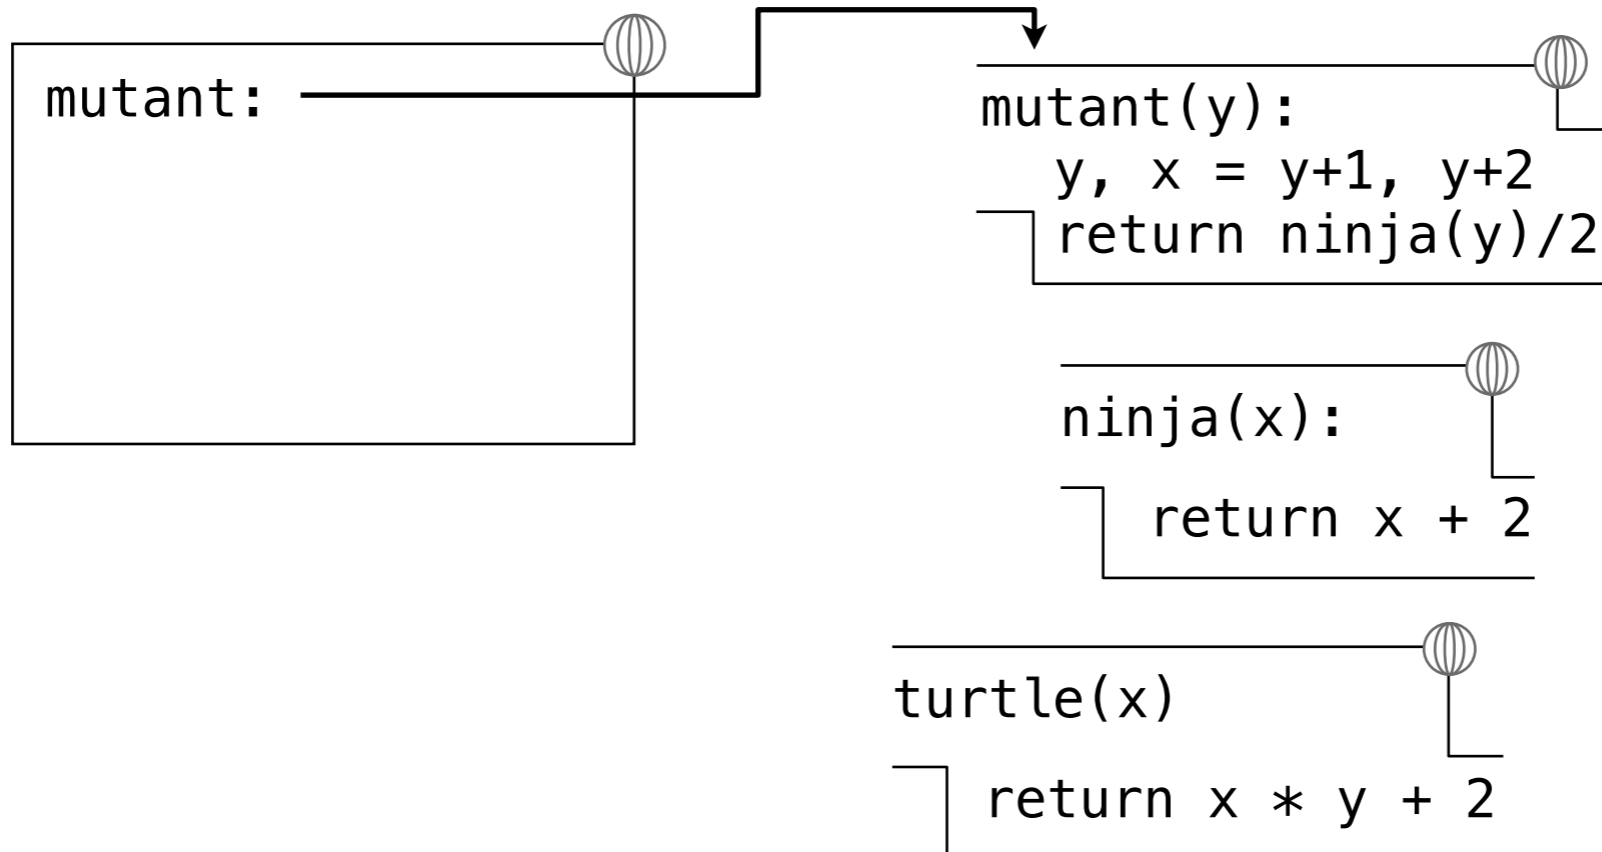 mutant:
mutant(y):
y, x = y+1, y+2
return ninja(y)/2
ninja(x):
return x + 2
turtle(x)
return x * y + 2